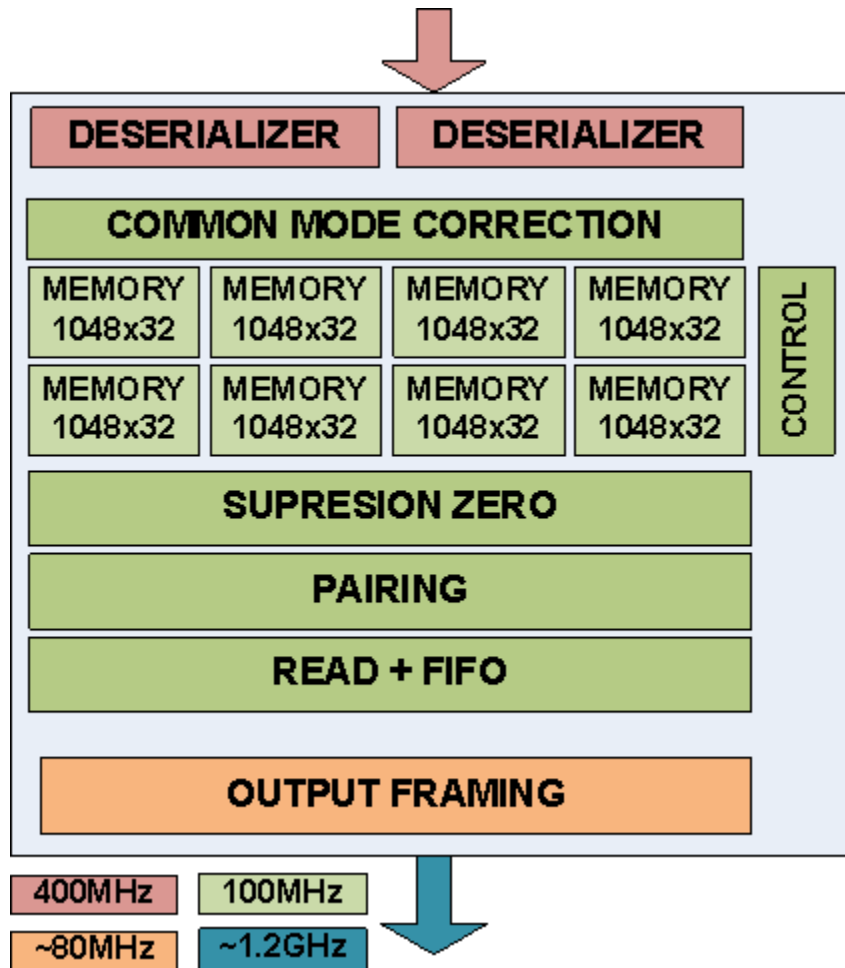 DESERIALIZER DESERIALIZER
COMMON MODE CORRECTION
MEMORY MEMORY MEMORY MEMORY
1048x32 1048x32 1048x32 1048x32
MEMORY MEMORY MEMORY MEMORY
1048x32 1048x32 1048x32 1048x32
CONTROL
SUPRESION ZERO
PAIRING
READ + FIFO
OUTPUT FRAMING
400MHz 100MHz
~80MHz ~1.2GHz